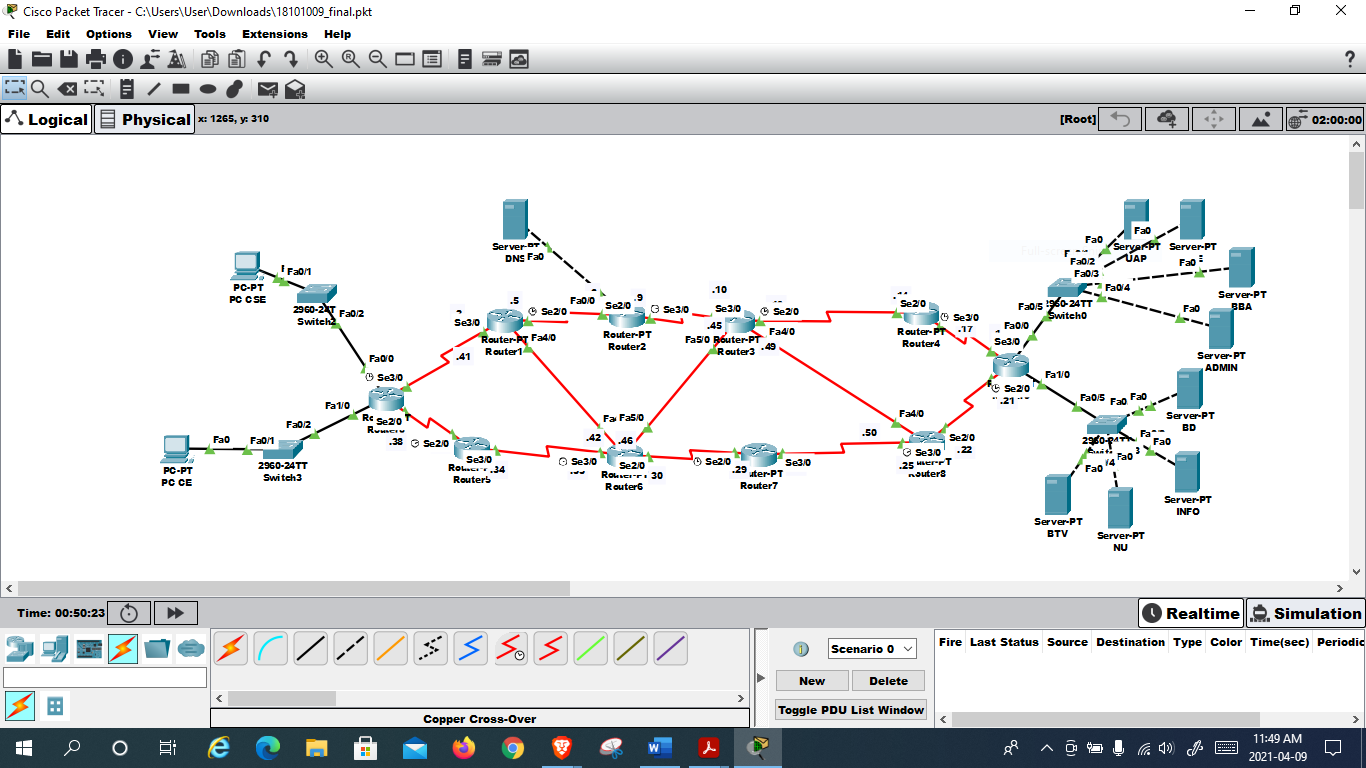 Cisco Packet Tracer - C:\Users\User\Downloads\18101009_final.pkt
File Edit Options View Tools Extensions Help
Logical Physical x: 1265, y: 310 [Root] 02:00:00
Server-PT
DNS
Fa0
PC-PT
PC CSE
Fa0/1
2960-24TT
Switch2
Fa0/2
Fa0/0
Se3/0
Fa1/0
Se2/0
PC-PT
PC CE
Fa0
Fa0/1
Fa0/2
2960-24TT
Switch3
.41
.38
Se3/0
.5
Se2/0
Router-PT
Router1
Fa4/0
Fa0/0
Se2/0
.9
Se3/0
Router-PT
Router2
.10
Se3/0
.45
Fa4/0
Fa5/0
Router-PT
Router3
.49
Se2/0
Se3/0
.17
Router-PT
Router4
Se2/0
Se3/0
.34
Router5
.42
Fa5/0
.46
Se3/0
Se2/0
Router6
30
Se2/0
.29
Se3/0
Router7
.50
Fa4/0
Se2/0
.22
Se3/0
.25
Router8
Fa0/0
Se3/0
Fa1/0
Se2/0
.21
Fa0/5
Fa0/2
Fa0/3
Fa0/4
Switch0
Fa0
Fa0
Server-PT
UAP
Server-PT
Fa0
Server-PT
BBA
Fa0
Server-PT
ADMIN
Fa0/5
Fa0
Server-PT
BD
Fa0
Server-PT
INFO
Fa0
Server-PT
NU
Fa0
Server-PT
BTV
Time: 00:50:23 Realtime Simulation
Scenario 0
New Delete
Toggle PDU List Window
Fire Last Status Source Destination Type Color Time(sec) Periodic
Copper Cross-Over
11:49 AM
2021-04-09